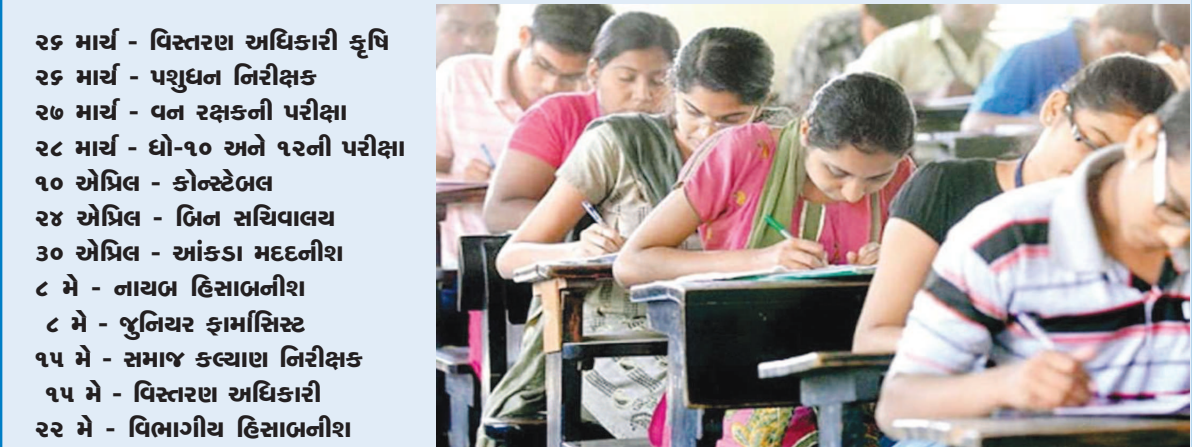 ૨૬ માર્ચ - વિસ્તરણ અધિકારી કૃષિ
૨૬ માર્ચ - પશુધન નિરીક્ષક
૨૭ માર્ચ - વન રક્ષકની પરીક્ષા
૨૮ માર્ચ - ધો-૧૦ અને ૧૨ની પરીક્ષા
૧૦ એપ્રિલ - કોન્સ્ટેબલ
૨૪ એપ્રિલ - બિન સચિવાલય
૩૦ એપ્રિલ - આંકડા મદદનીશ
૮ મે - નાયબ હિસાબનીશ
૮ મે - જુનિયર ફાર્માસિસ્ટ
૧૫ મે - સમાજ કલ્યાણ નિરીક્ષક
૧૫ મે - વિસ્તરણ અધિકારી
૨૨ મે - વિભાગીય હિસાબનીશ